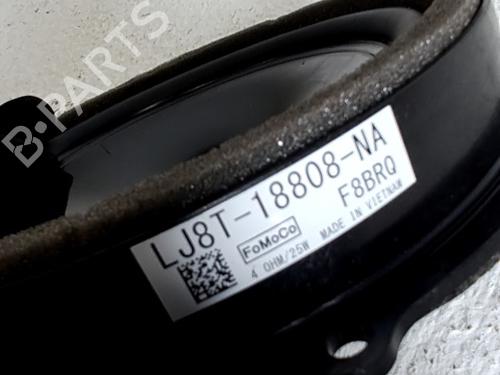 B-PARTS
LJ8T-18808-NA
F8BRQ
FoMoCo
4 OHM/25W MADE IN VIETNAM